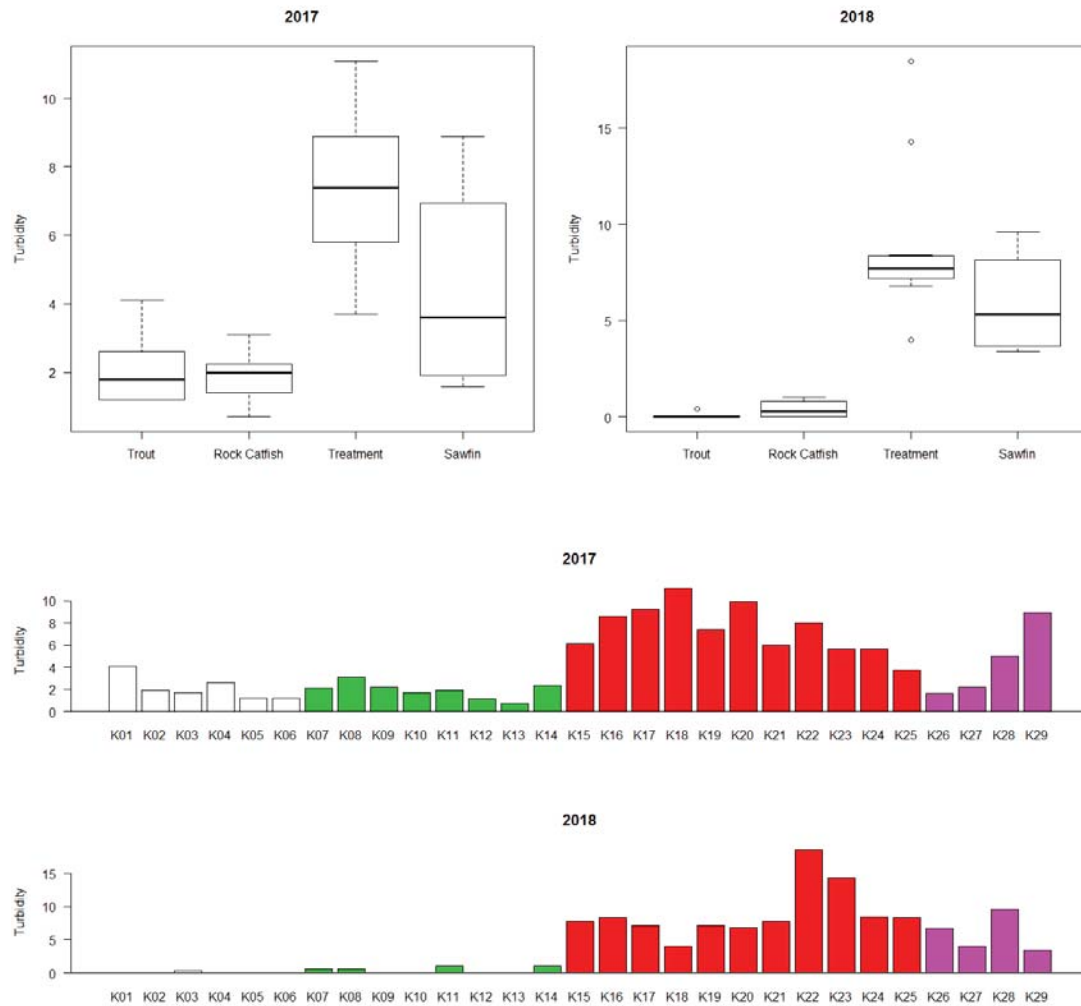 2017
2018
Turbidity
10
8
6
4
2
Trout Rock Catfish Treatment Sawfin
Turbidity
15
10
5
0
Trout Rock Catfish Treatment Sawfin
2017
Turbidity
10
8
6
4
2
0
K01 K02 K03 K04 K05 K06 K07 K08 K09 K10 K11 K12 K13 K14 K15 K16 K17 K18 K19 K20 K21 K22 K23 K24 K25 K26 K27 K28 K29
2018
Turbidity
15
10
5
0
K01 K02 K03 K04 K05 K06 K07 K08 K09 K10 K11 K12 K13 K14 K15 K16 K17 K18 K19 K20 K21 K22 K23 K24 K25 K26 K27 K28 K29